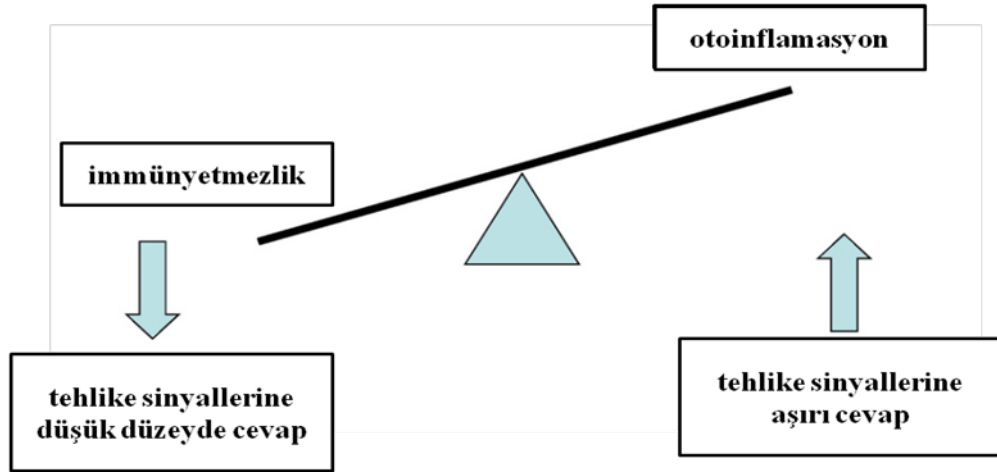 otoinflamasyon
immünyetmezlik
tehlike sinyallerine
düşük düzeyde cevap
tehlike sinyallerine
aşırı cevap